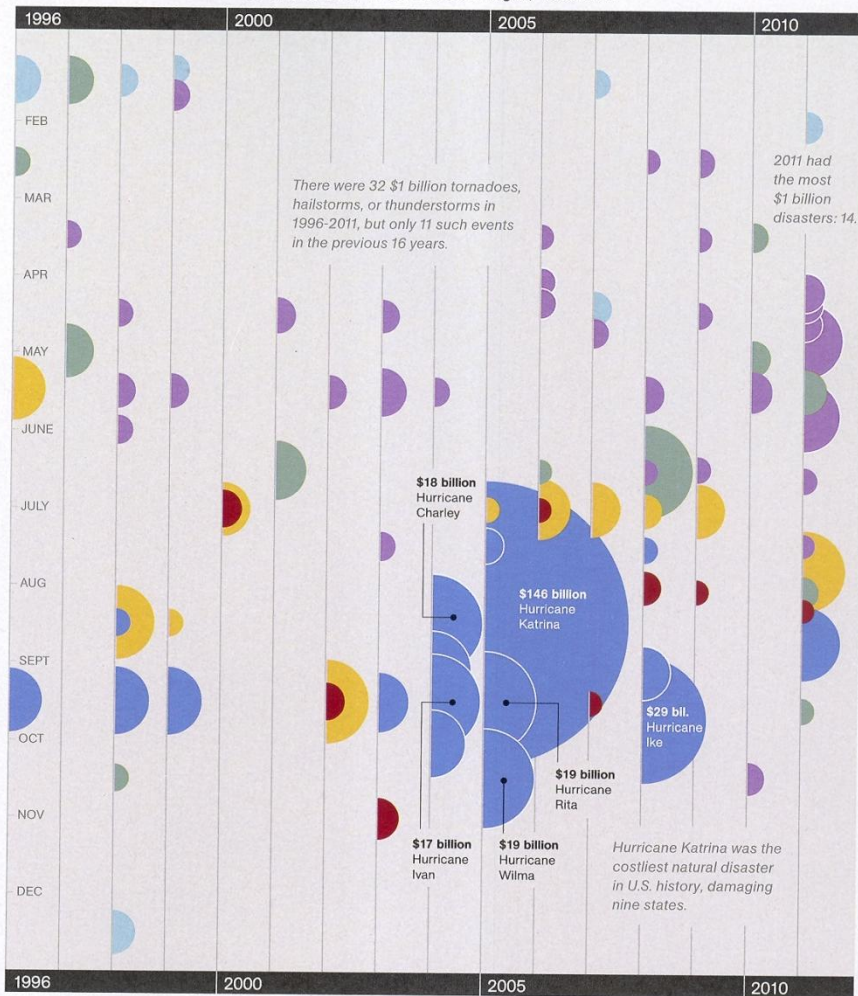 1996
2000
2005
2010
FEB
MAR
APR
MAY
JUNE
JULY
AUG
SEPT
OCT
NOV
DEC
There were 32 $1 billion tornadoes,
hailstorms, or thunderstorms in
1996-2011, but only 11 such events
in the previous 16 years.
2011 had
the most
$1 billion
disasters: 14.
$18 billion
Hurricane
Charley
$146 billion
Hurricane
Katrina
$29 bil.
Hurricane
Ike
$19 billion
Hurricane
Rita
$17 billion
Hurricane
Ivan
$19 billion
Hurricane
Wilma
Hurricane Katrina was the
costliest natural disaster
in U.S. history, damaging
nine states.
1996
2000
2005
2010